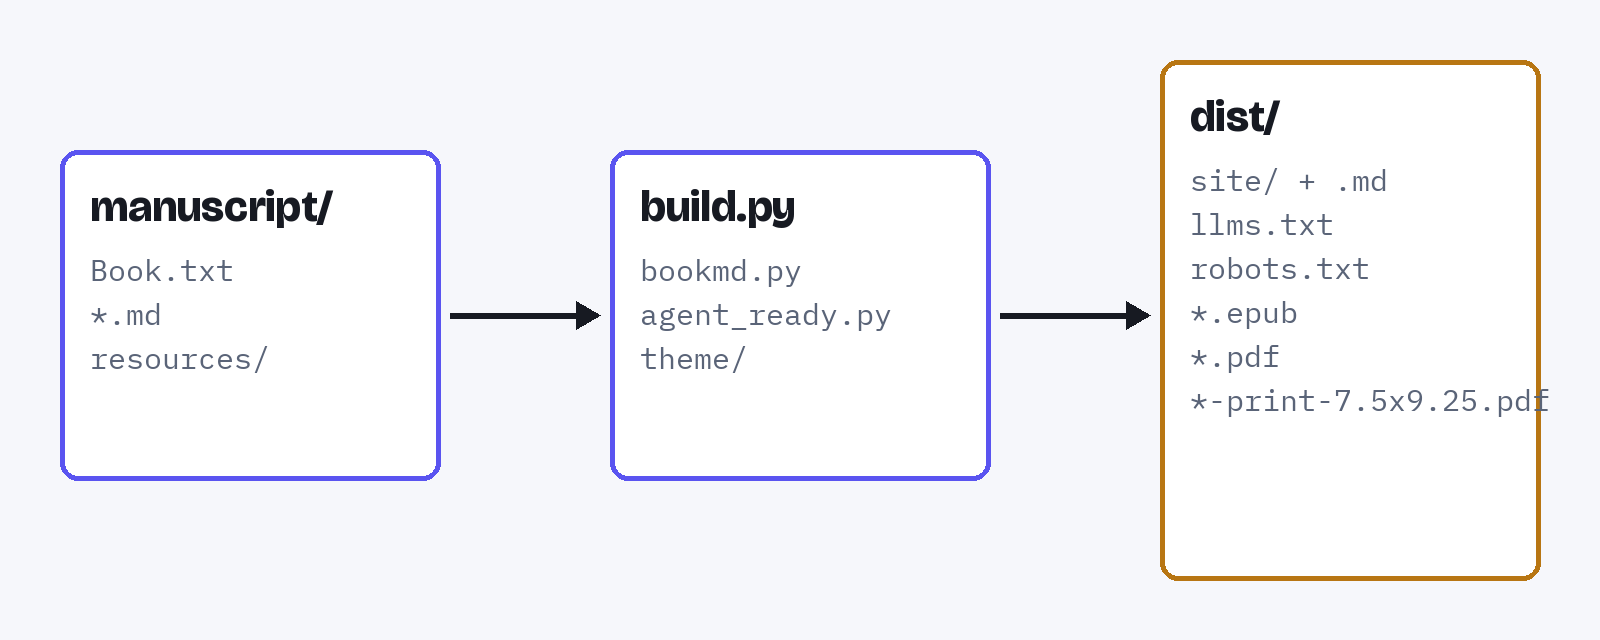 manuscript/
Book.txt
*.md
resources/
build.py
bookmd.py
agent_ready.py
theme/
dist/
site/ + .md
llms.txt
robots.txt
*.epub
*.pdf
*-print-7.5x9.25.pdf